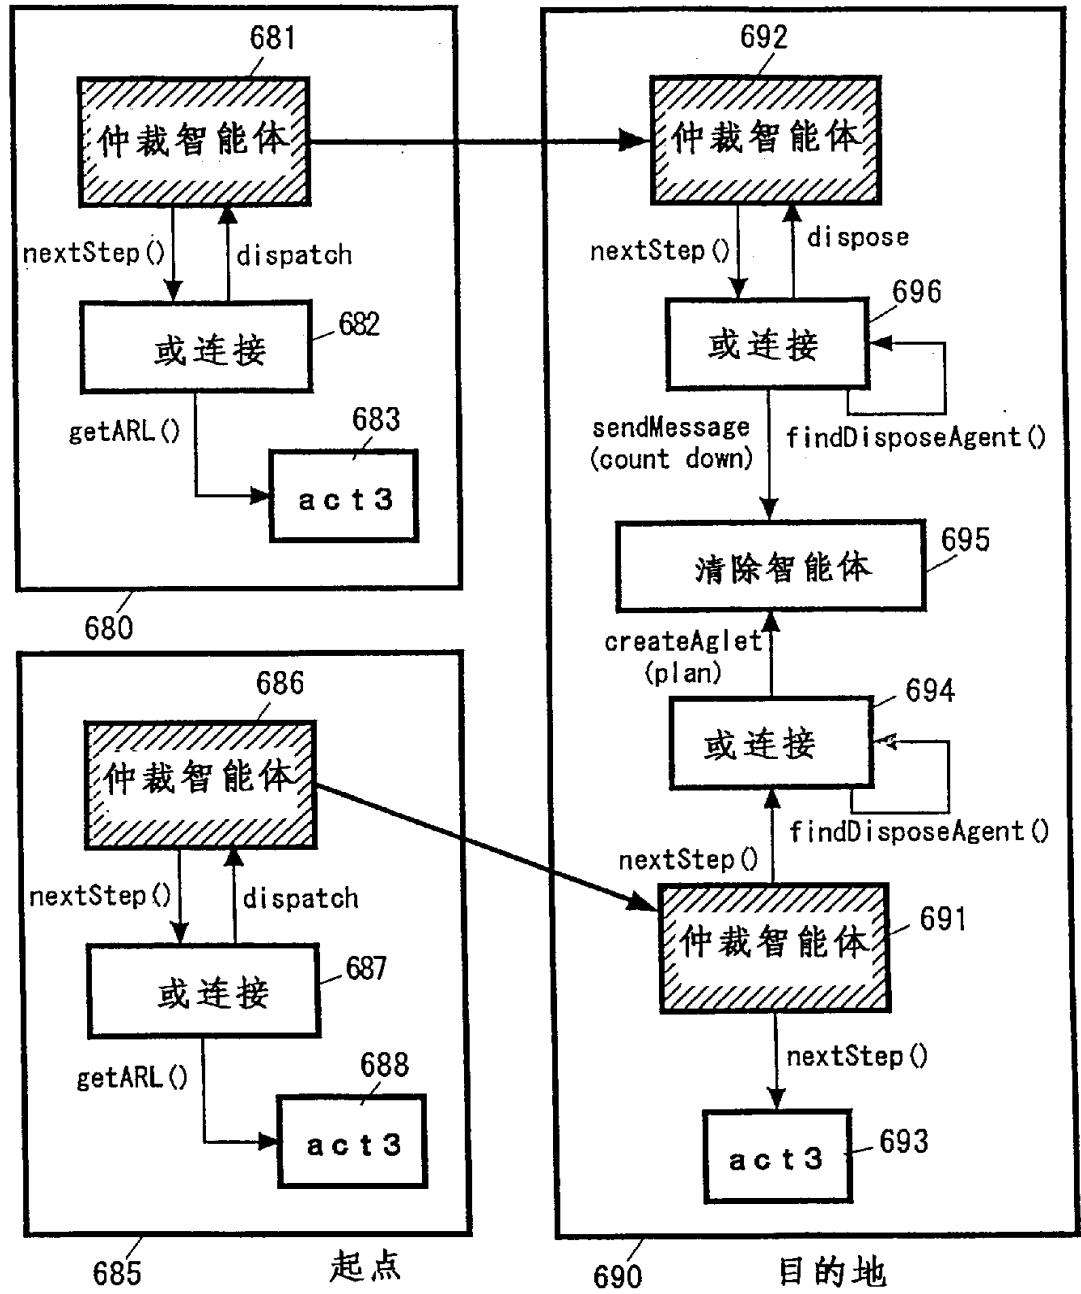 681
仲裁智能体
nextStep()
dispatch
或连接
682
getARL()
683
act3
680
686
仲裁智能体
nextStep()
dispatch
或连接
687
getARL()
688
act3
685
起点
692
仲裁智能体
nextStep()
dispose
696
或连接
sendMessage
(count down)
findDisposeAgent()
695
清除智能体
createAglet
(plan)
694
或连接
findDisposeAgent()
nextStep()
仲裁智能体
691
nextStep()
act3
693
690
目的地